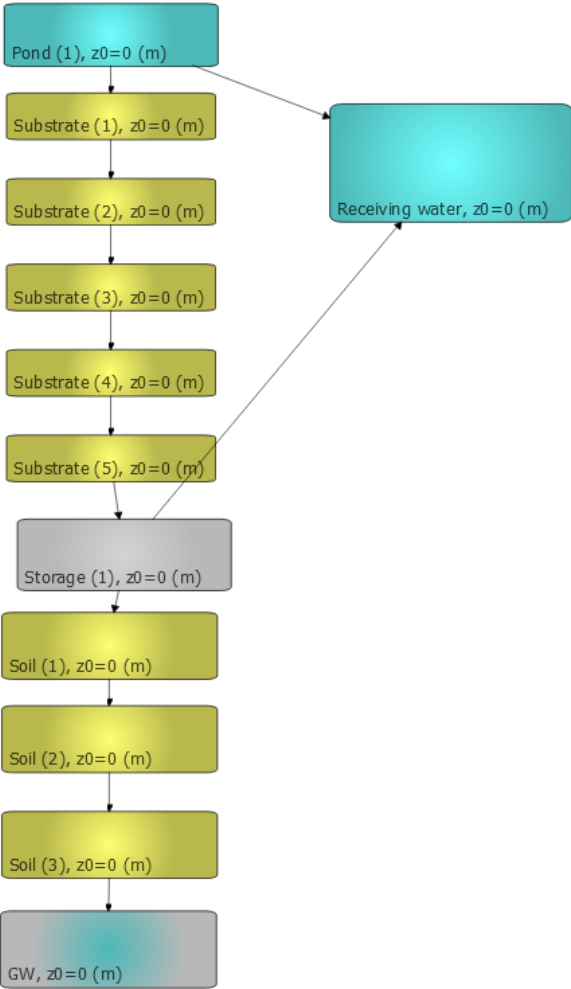 Pond (1), z0=0 (m)
Substrate (1), z0=0 (m)
Receiving water, z0=0 (m)
Substrate (2), z0=0 (m)
Substrate (3), z0=0 (m)
Substrate (4), z0=0 (m)
Substrate (5), z0=0 (m)
Storage (1), z0=0 (m)
Soil (1), z0=0 (m)
Soil (2), z0=0 (m)
Soil (3), z0=0 (m)
GW, z0=0 (m)